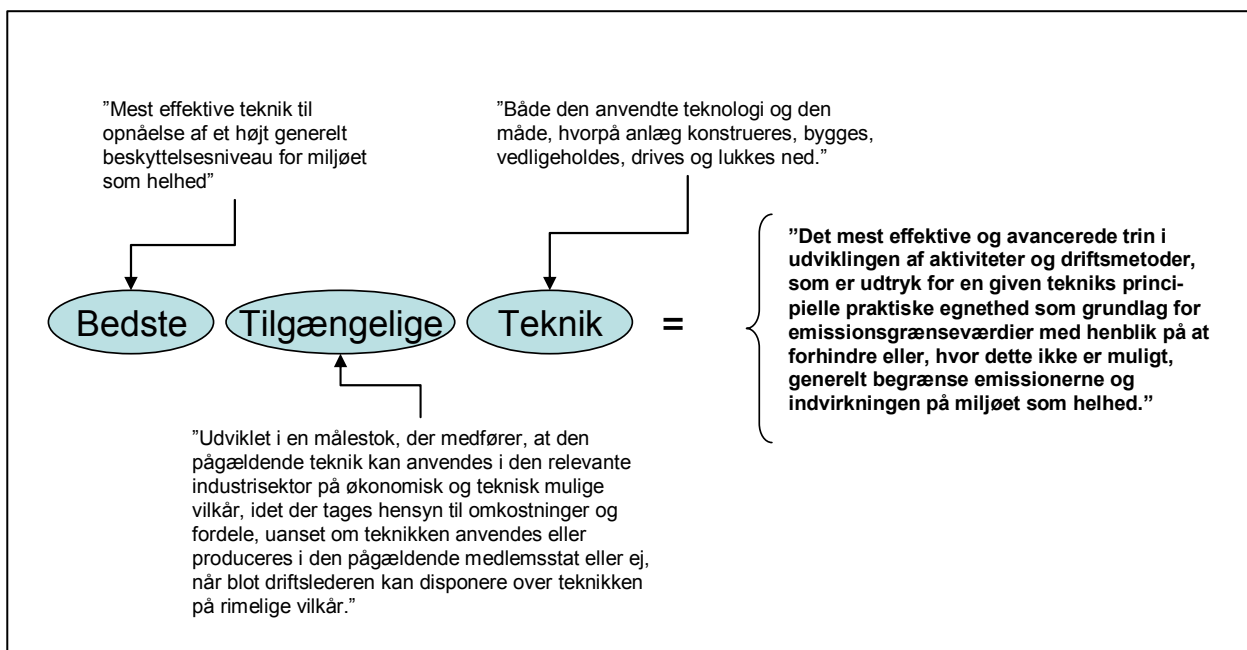 ”Mest effektive teknik til
opnåelse af et højt generelt
beskyttelsesniveau for miljøet
som helhed”
”Både den anvendte teknologi og den
måde, hvorpå anlæg konstrueres, bygges,
vedligeholdes, drives og lukkes ned.”
Bedste Tilgængelige Teknik =
”Det mest effektive og avancerede trin i
udviklingen af aktiviteter og driftsmetoder,
som er udtryk for en given tekniks princi-
pielle praktiske egnethed som grundlag for
emissionsgrænseværdier med henblik på at
forhindre eller, hvor dette ikke er muligt,
generelt begrænse emissionerne og
indvirkningen på miljøet som helhed.”
”Udviklet i en målestok, der medfører, at den
pågældende teknik kan anvendes i den relevante
industrisektor på økonomisk og teknisk mulige
vilkår, idet der tages hensyn til omkostninger og
fordele, uanset om teknikken anvendes eller
produceres i den pågældende medlemsstat eller ej,
når blot driftslederen kan disponere over teknikken
på rimelige vilkår.”